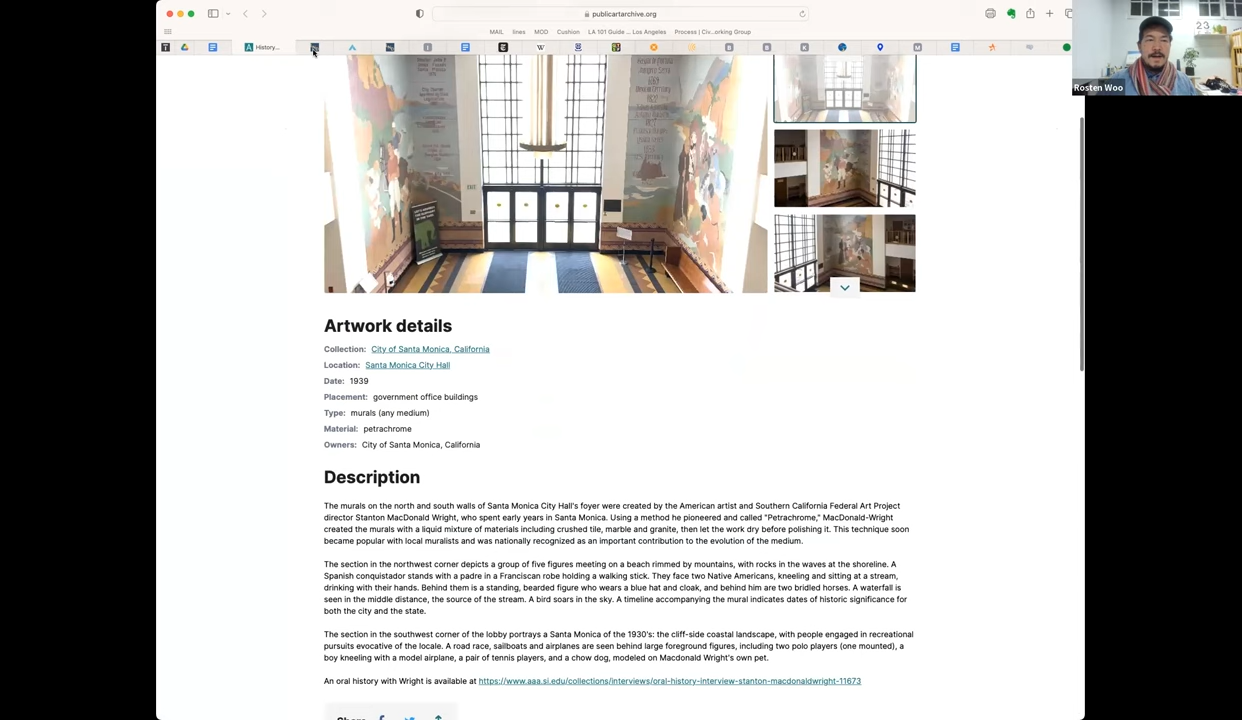 publicartarchive.org
MAIL lines MOD Cushion LA 101 Guide ... Los Angeles Process | Civ...orking Group
History...
23
Rosten Woo
Artwork details
Collection: City of Santa Monica, California
Location: Santa Monica City Hall
Date: 1939
Placement: government office buildings
Type: murals (any medium)
Material: petrachrome
Owners: City of Santa Monica, California
Description
The murals on the north and south walls of Santa Monica City Hall's foyer were created by the American artist and Southern California Federal Art Project
director Stanton MacDonald Wright, who spent early years in Santa Monica. Using a method he pioneered and called "Petrachrome," MacDonald-Wright
created the murals with a liquid mixture of materials including crushed tile, marble and granite, then let the work dry before polishing it. This technique soon
became popular with local muralists and was nationally recognized as an important contribution to the evolution of the medium.
The section in the northwest corner depicts a group of five figures meeting on a beach rimmed by mountains, with rocks in the waves at the shoreline. A
Spanish conquistador stands with a padre in a Franciscan robe holding a walking stick. They face two Native Americans, kneeling and sitting at a stream,
drinking with their hands. Behind them is a standing, bearded figure who wears a blue hat and cloak, and behind him are two bridled horses. A waterfall is
seen in the middle distance, the source of the stream. A bird soars in the sky. A timeline accompanying the mural indicates dates of historic significance for
both the city and the state.
The section in the southwest corner of the lobby portrays a Santa Monica of the 1930's: the cliff-side coastal landscape, with people engaged in recreational
pursuits evocative of the locale. A road race, sailboats and airplanes are seen behind large foreground figures, including two polo players (one mounted), a
boy kneeling with a model airplane, a pair of tennis players, and a chow dog, modeled on Macdonald Wright's own pet.
An oral history with Wright is available at https://www.aaa.si.edu/collections/interviews/oral-history-interview-stanton-macdonaldwright-11673
Share